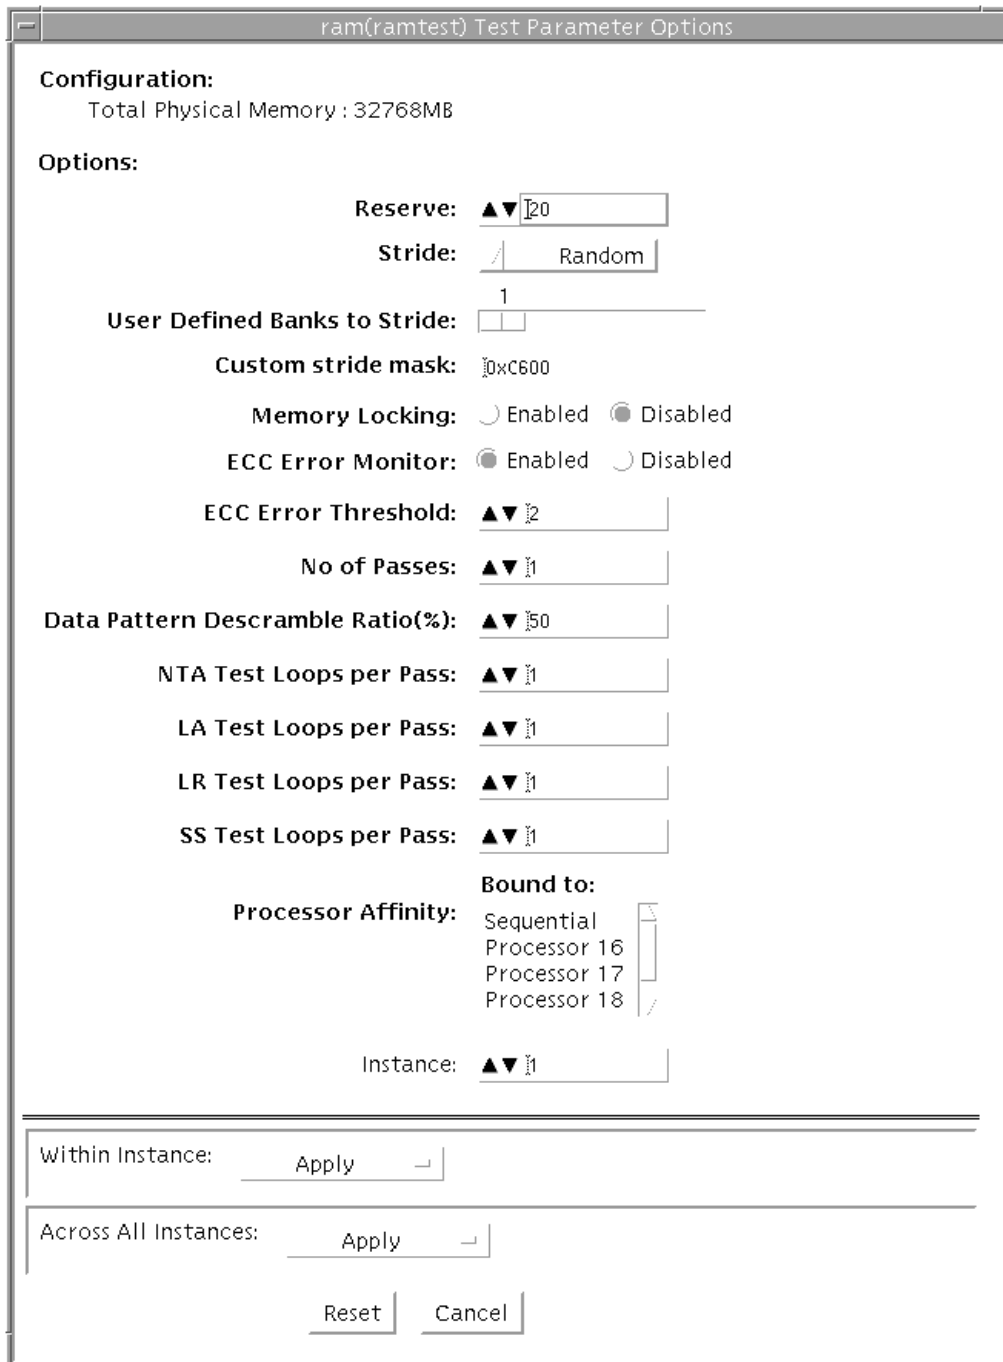 ram(ramtest) Test Parameter Options
Configuration:
Total Physical Memory : 32768MB
Options:
Reserve: 20
Stride: Random
1
User Defined Banks to Stride:
Custom stride mask: 0xC600
Memory Locking: Enabled Disabled
ECC Error Monitor: Enabled Disabled
ECC Error Threshold: 2
No of Passes: 1
Data Pattern Descramble Ratio(%): 50
NTA Test Loops per Pass: 1
LA Test Loops per Pass: 1
LR Test Loops per Pass: 1
SS Test Loops per Pass: 1
Bound to:
Processor Affinity: Sequential
Processor 16
Processor 17
Processor 18
Instance: 1
Within Instance: Apply
Across All Instances: Apply
Reset Cancel